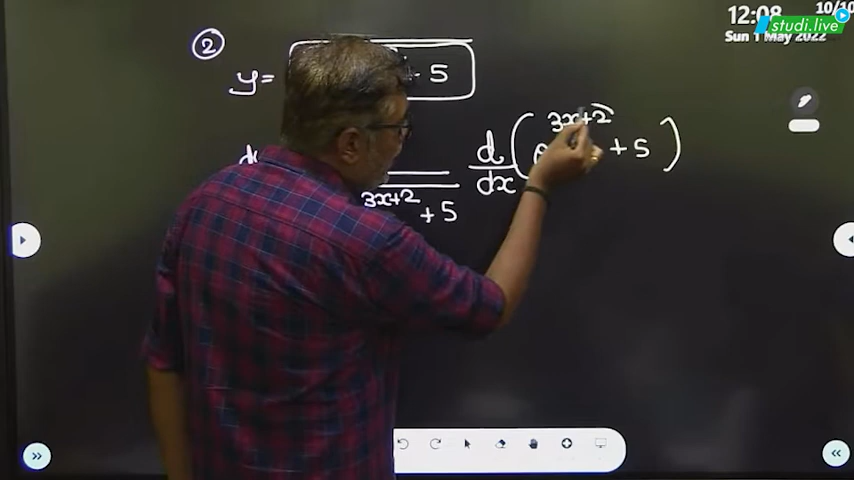 12:08 10/10
studi.live
Sun 1 May 2022
②
y = - 5
d/dx (e^{3x+2} + 5)
3x+2 + 5